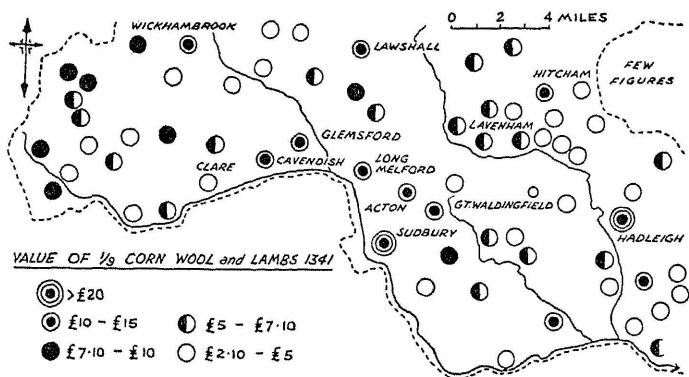 WICKHAMBROOK
0 2 4 MILES
LAWSHALL
HITCHAM
FEW
FIGURES
LAVENHAM
GLEMSFORD
CLARE
CAVENDISH
LONG
MELFORD
ACTON
GT. WALDINGFIELD
SUDBURY
HADLEIGH
VALUE OF 1/9 CORN WOOL and LAMBS 1341
>£20
£10 - £15
£5 - £7·10
£7·10 - £10
£2·10 - £5